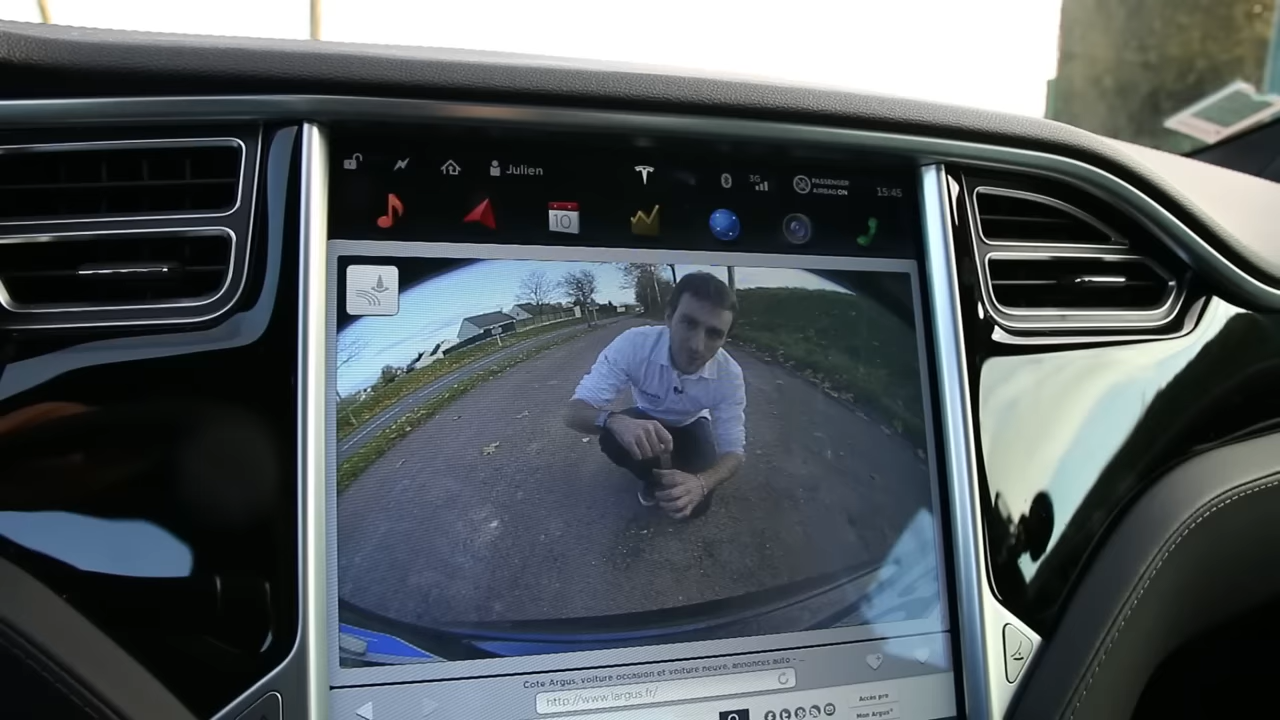 Julien
3G
PASSENGER
AIRBAG ON
15:45
10
Cote Argus, voiture occasion et voiture neuve, annonces auto - ...
http://www.largus.fr/
Accès pro
Mon Argus